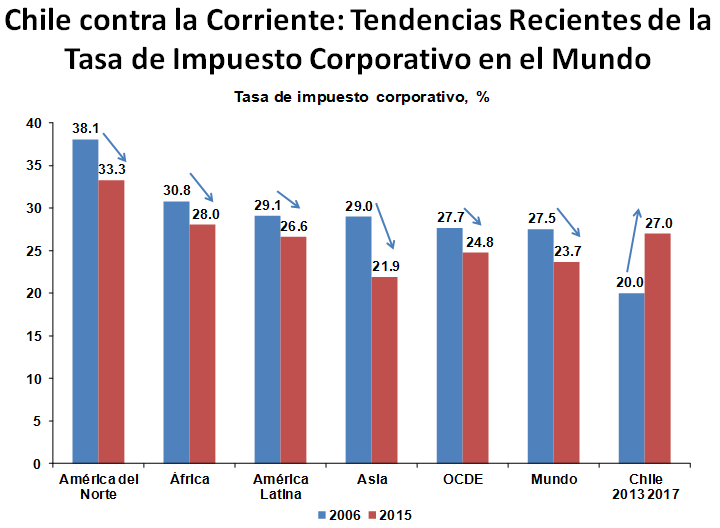 Chile contra la Corriente: Tendencias Recientes de la
Tasa de Impuesto Corporativo en el Mundo
Tasa de impuesto corporativo, %
40
35
30
25
20
15
10
5
0
38.1
33.3
30.8
28.0
29.1
26.6
29.0
21.9
27.7
24.8
27.5
23.7
20.0
27.0
América del
Norte
África
América
Latina
Asia
OCDE
Mundo
Chile
2013 2017
2006
2015